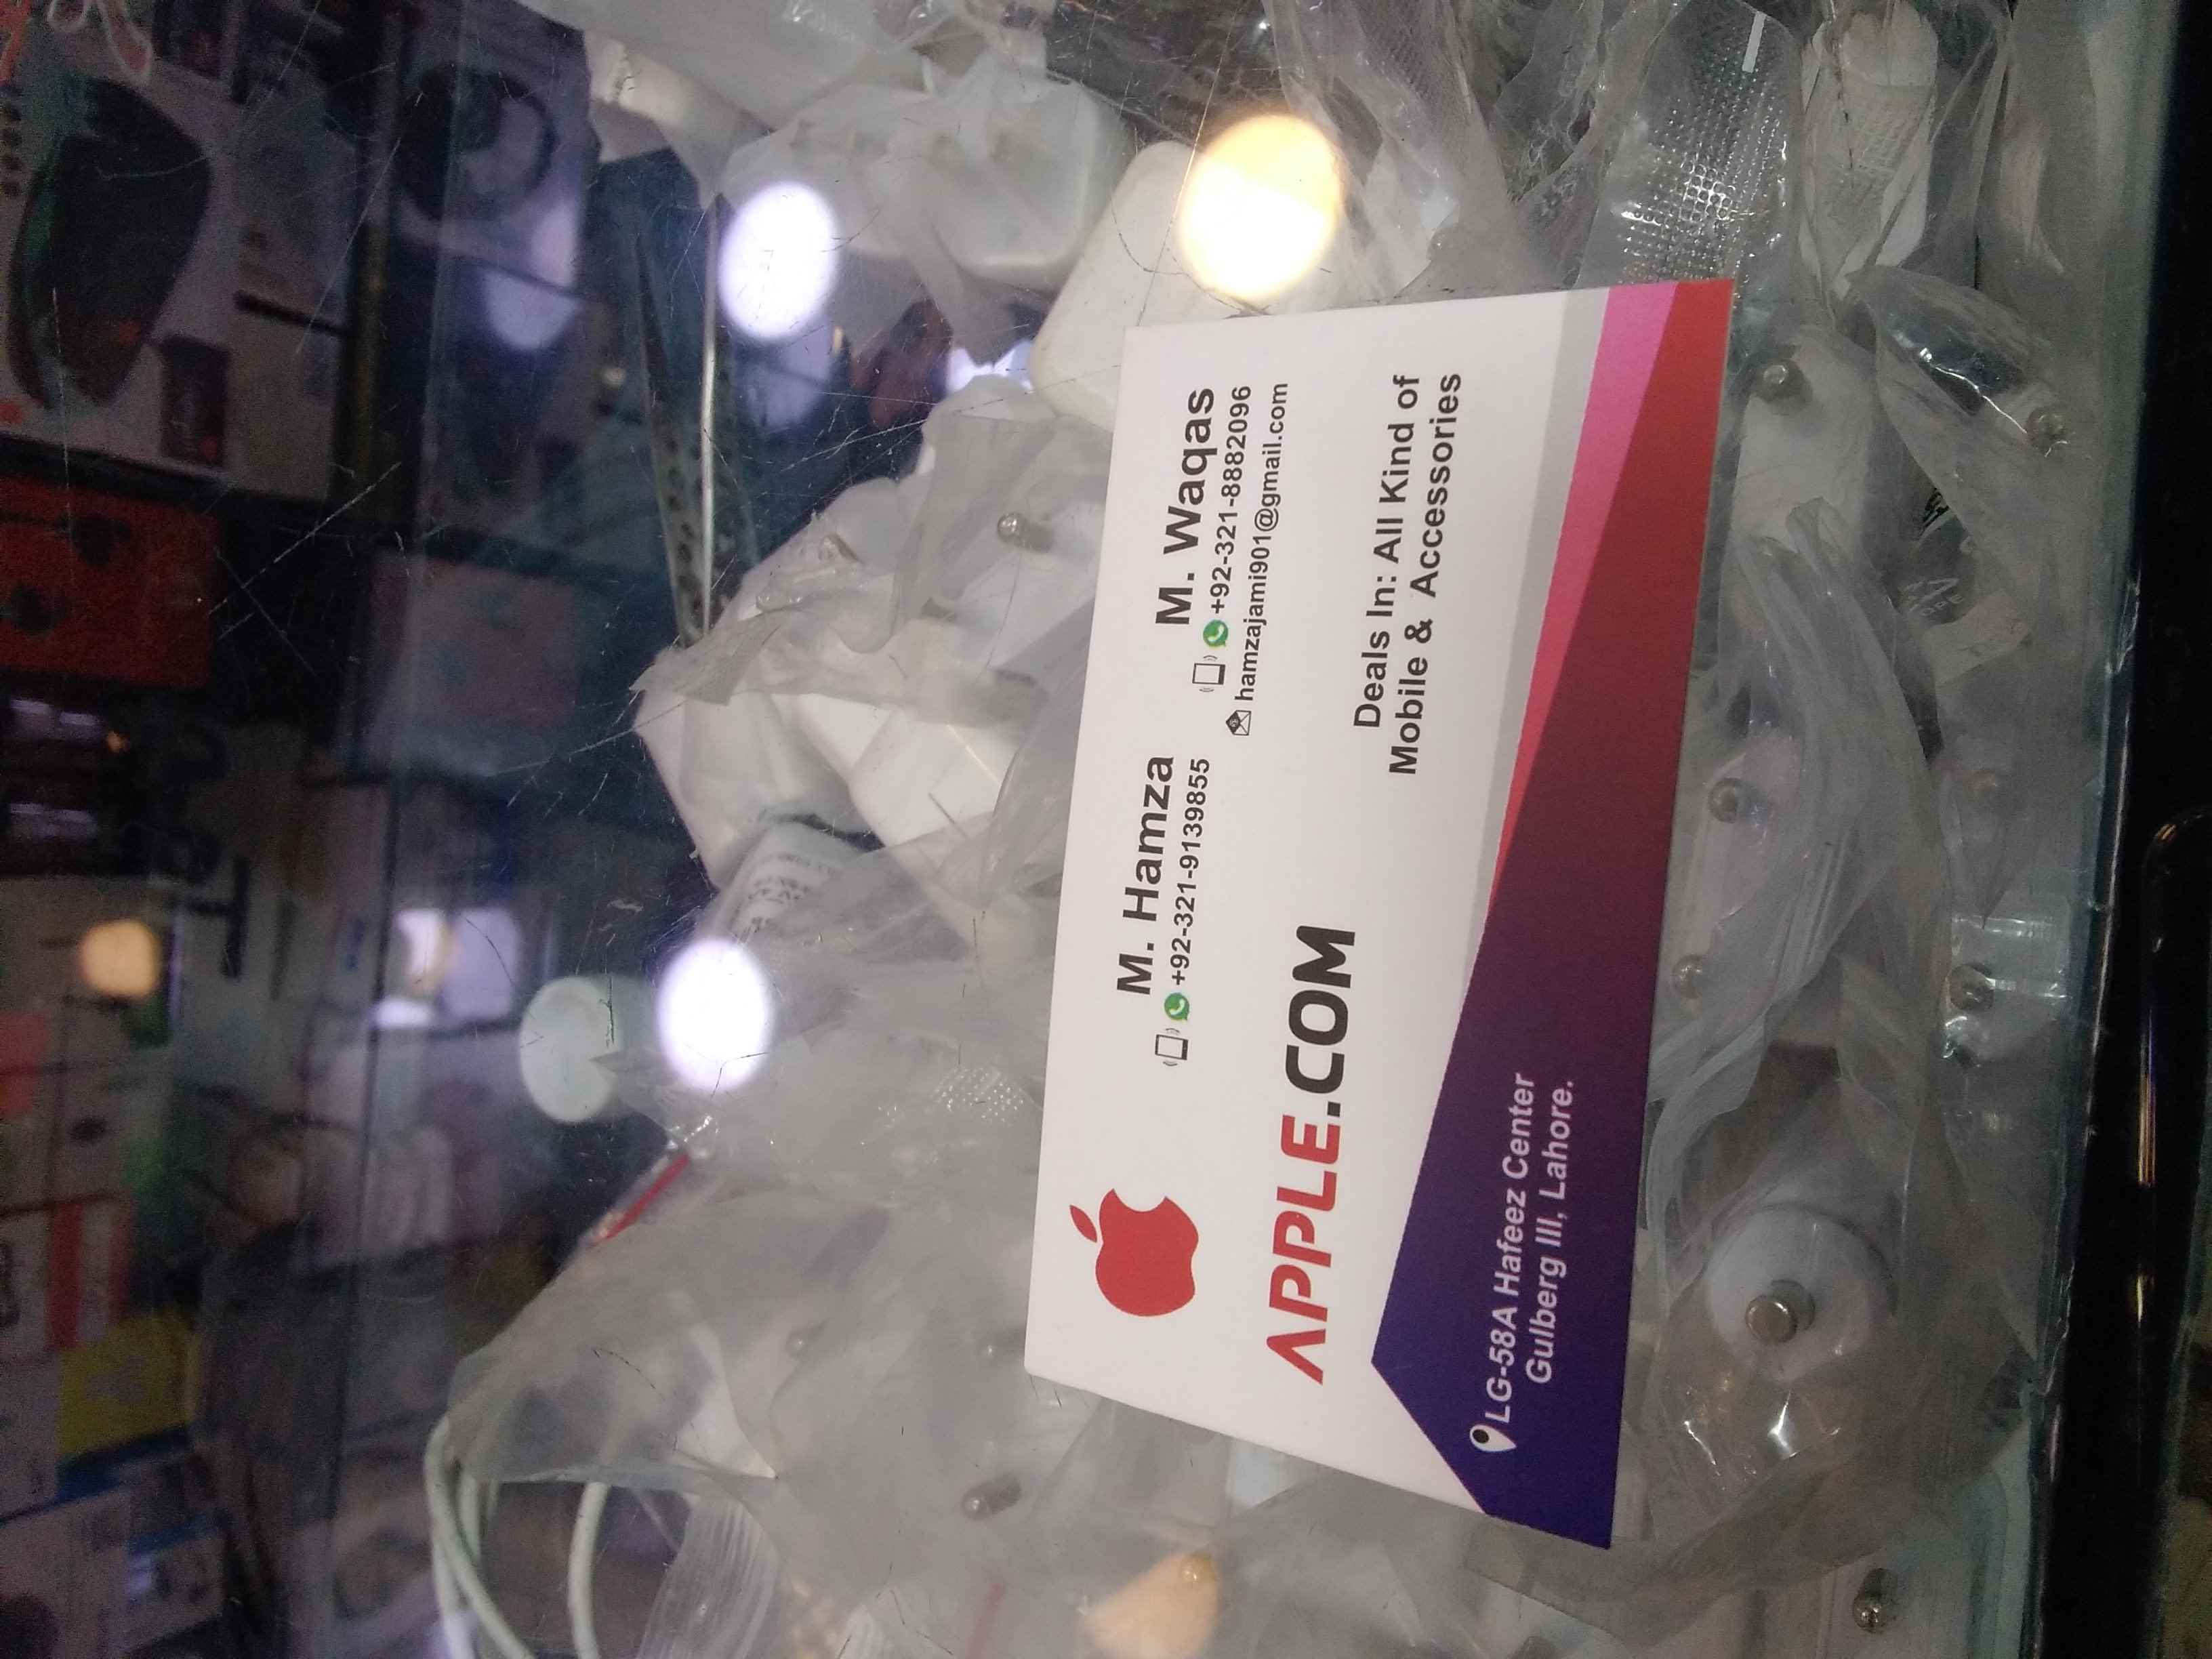 M. Hamza
+92-321-9139855
M. Waqas
+92-321-8882096
hamzajami901@gmail.com
APPLE.COM
Deals In: All Kind of
Mobile & Accessories
LG-58A Hafeez Center
Gulberg III, Lahore.